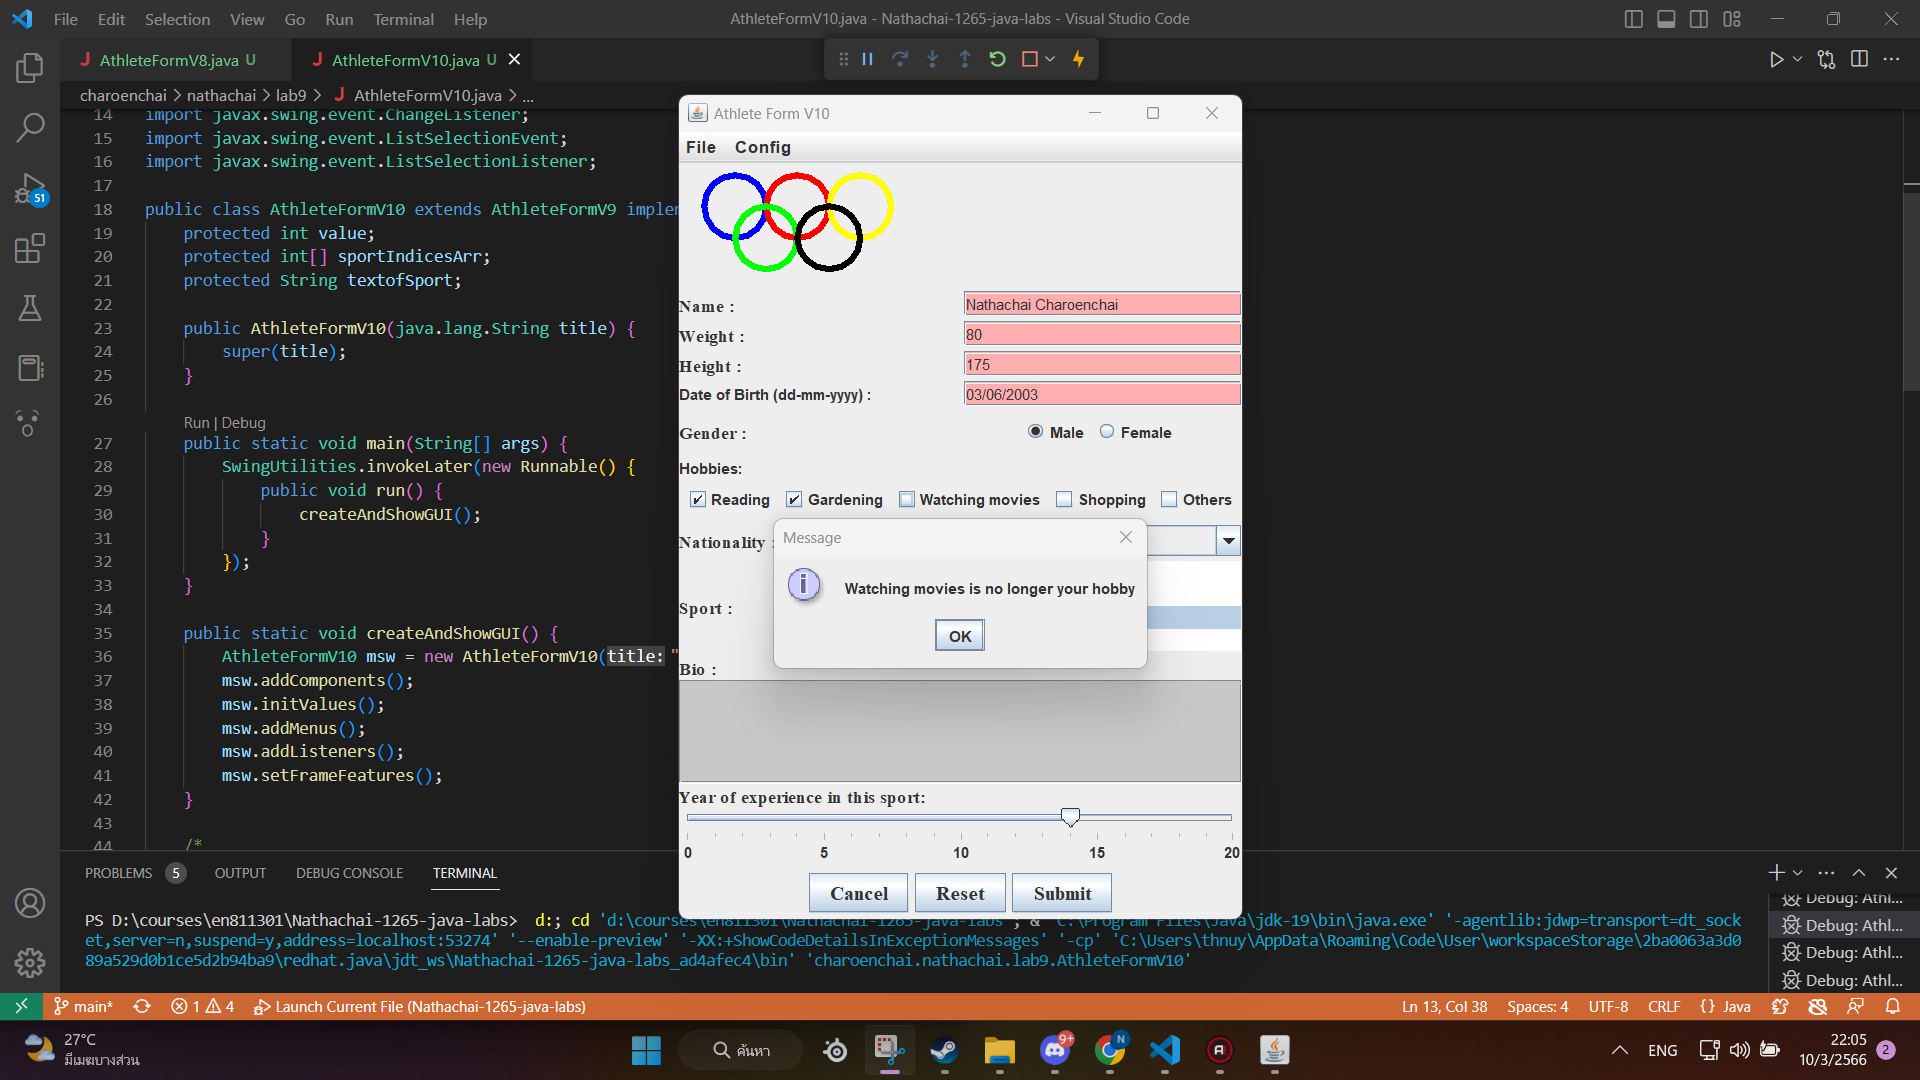 File Edit Selection View Go Run Terminal Help
AthleteFormV10.java - Nathachai-1265-java-labs - Visual Studio Code
J AthleteFormV8.java U
J AthleteFormV10.java U
charoenchai > nathachai > lab9 > J AthleteFormV10.java > ...
51
14 import javax.swing.event.ChangeListener;
15 import javax.swing.event.ListSelectionEvent;
16 import javax.swing.event.ListSelectionListener;
17
18 public class AthleteFormV10 extends AthleteFormV9 implem
19 protected int value;
20 protected int[] sportIndicesArr;
21 protected String textofSport;
22
23 public AthleteFormV10(java.lang.String title) {
24 super(title);
25 }
26
Run | Debug
27 public static void main(String[] args) {
28 SwingUtilities.invokeLater(new Runnable() {
29 public void run() {
30 createAndShowGUI();
31 }
32 });
33 }
34
35 public static void createAndShowGUI() {
36 AthleteFormV10 msw = new AthleteFormV10(title: "
37 msw.addComponents();
38 msw.initValues();
39 msw.addMenus();
40 msw.addListeners();
41 msw.setFrameFeatures();
42 }
43
44 /*
Athlete Form V10
File Config
Name : Nathachai Charoenchai
Weight : 80
Height : 175
Date of Birth (dd-mm-yyyy) : 03/06/2003
Gender : Male Female
Hobbies:
Reading Gardening Watching movies Shopping Others
Nationality :
Message
Watching movies is no longer your hobby
OK
Sport :
Bio :
Year of experience in this sport:
0 5 10 15 20
Cancel Reset Submit
PROBLEMS 5 OUTPUT DEBUG CONSOLE TERMINAL
PS D:\courses\en811301\Nathachai-1265-java-labs> d:; cd 'd:\courses\en811301\Nathachai-1265-java-labs'; & 'C:\Program Files\Java\jdk-19\bin\java.exe' '-agentlib:jdwp=transport=dt_sock
et,server=n,suspend=y,address=localhost:53274' '--enable-preview' '-XX:+ShowCodeDetailsInExceptionMessages' '-cp' 'C:\Users\thnuy\AppData\Roaming\Code\User\workspaceStorage\2ba0063a3d0
89a529d0b1ce5d2b94ba9\redhat.java\jdt_ws\Nathachai-1265-java-labs_ad4afec4\bin' 'charoenchai.nathachai.lab9.AthleteFormV10'
Debug: Athl...
Debug: Athl...
Debug: Athl...
Debug: Athl...
main* 1 4 Launch Current File (Nathachai-1265-java-labs)
Ln 13, Col 38 Spaces: 4 UTF-8 CRLF {} Java
27°C
มีเมฆบางส่วน
ค้นหา
9+
N
ENG
22:05
10/3/2566
2